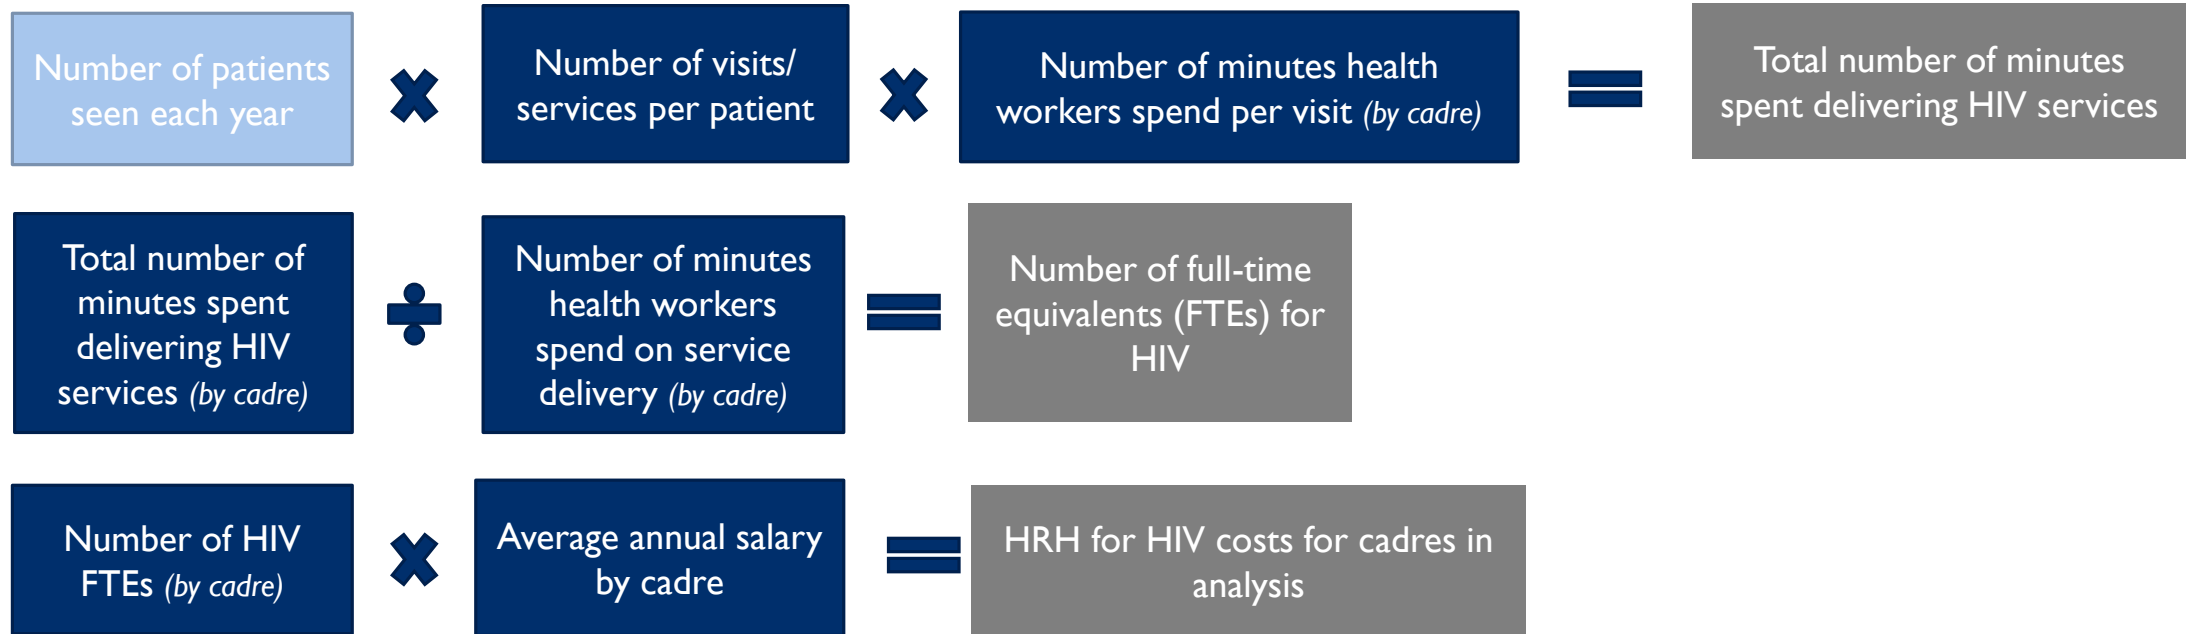 Number of patients
seen each year
Number of visits/
services per patient
Number of minutes health
workers spend per visit (by cadre)
Total number of minutes
spent delivering HIV services
Total number of
minutes spent
delivering HIV
services (by cadre)
Number of minutes
health workers
spend on service
delivery (by cadre)
Number of full-time
equivalents (FTEs) for
HIV
Number of HIV
FTEs (by cadre)
Average annual salary
by cadre
HRH for HIV costs for cadres in
analysis